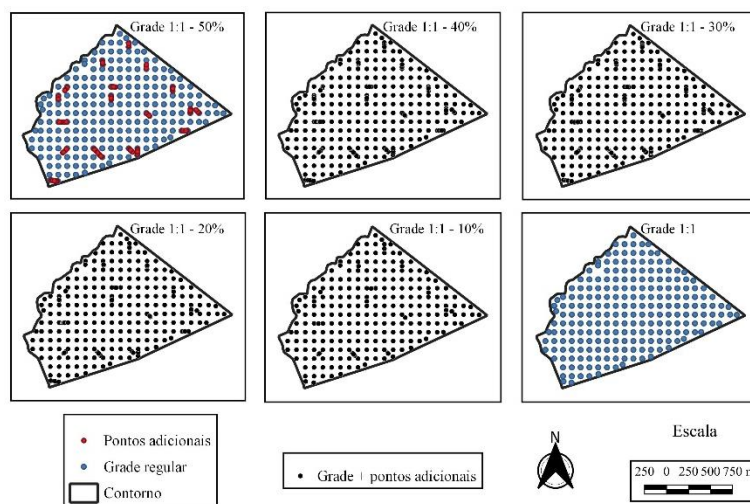 Grade 1:1 - 50%
Grade 1:1 - 40%
Grade 1:1 - 30%
Grade 1:1 - 20%
Grade 1:1 - 10%
Grade 1:1
Pontos adicionais
Grade regular
Contorno
Grade + pontos adicionais
N
Escala
250 0 250 500 750 m